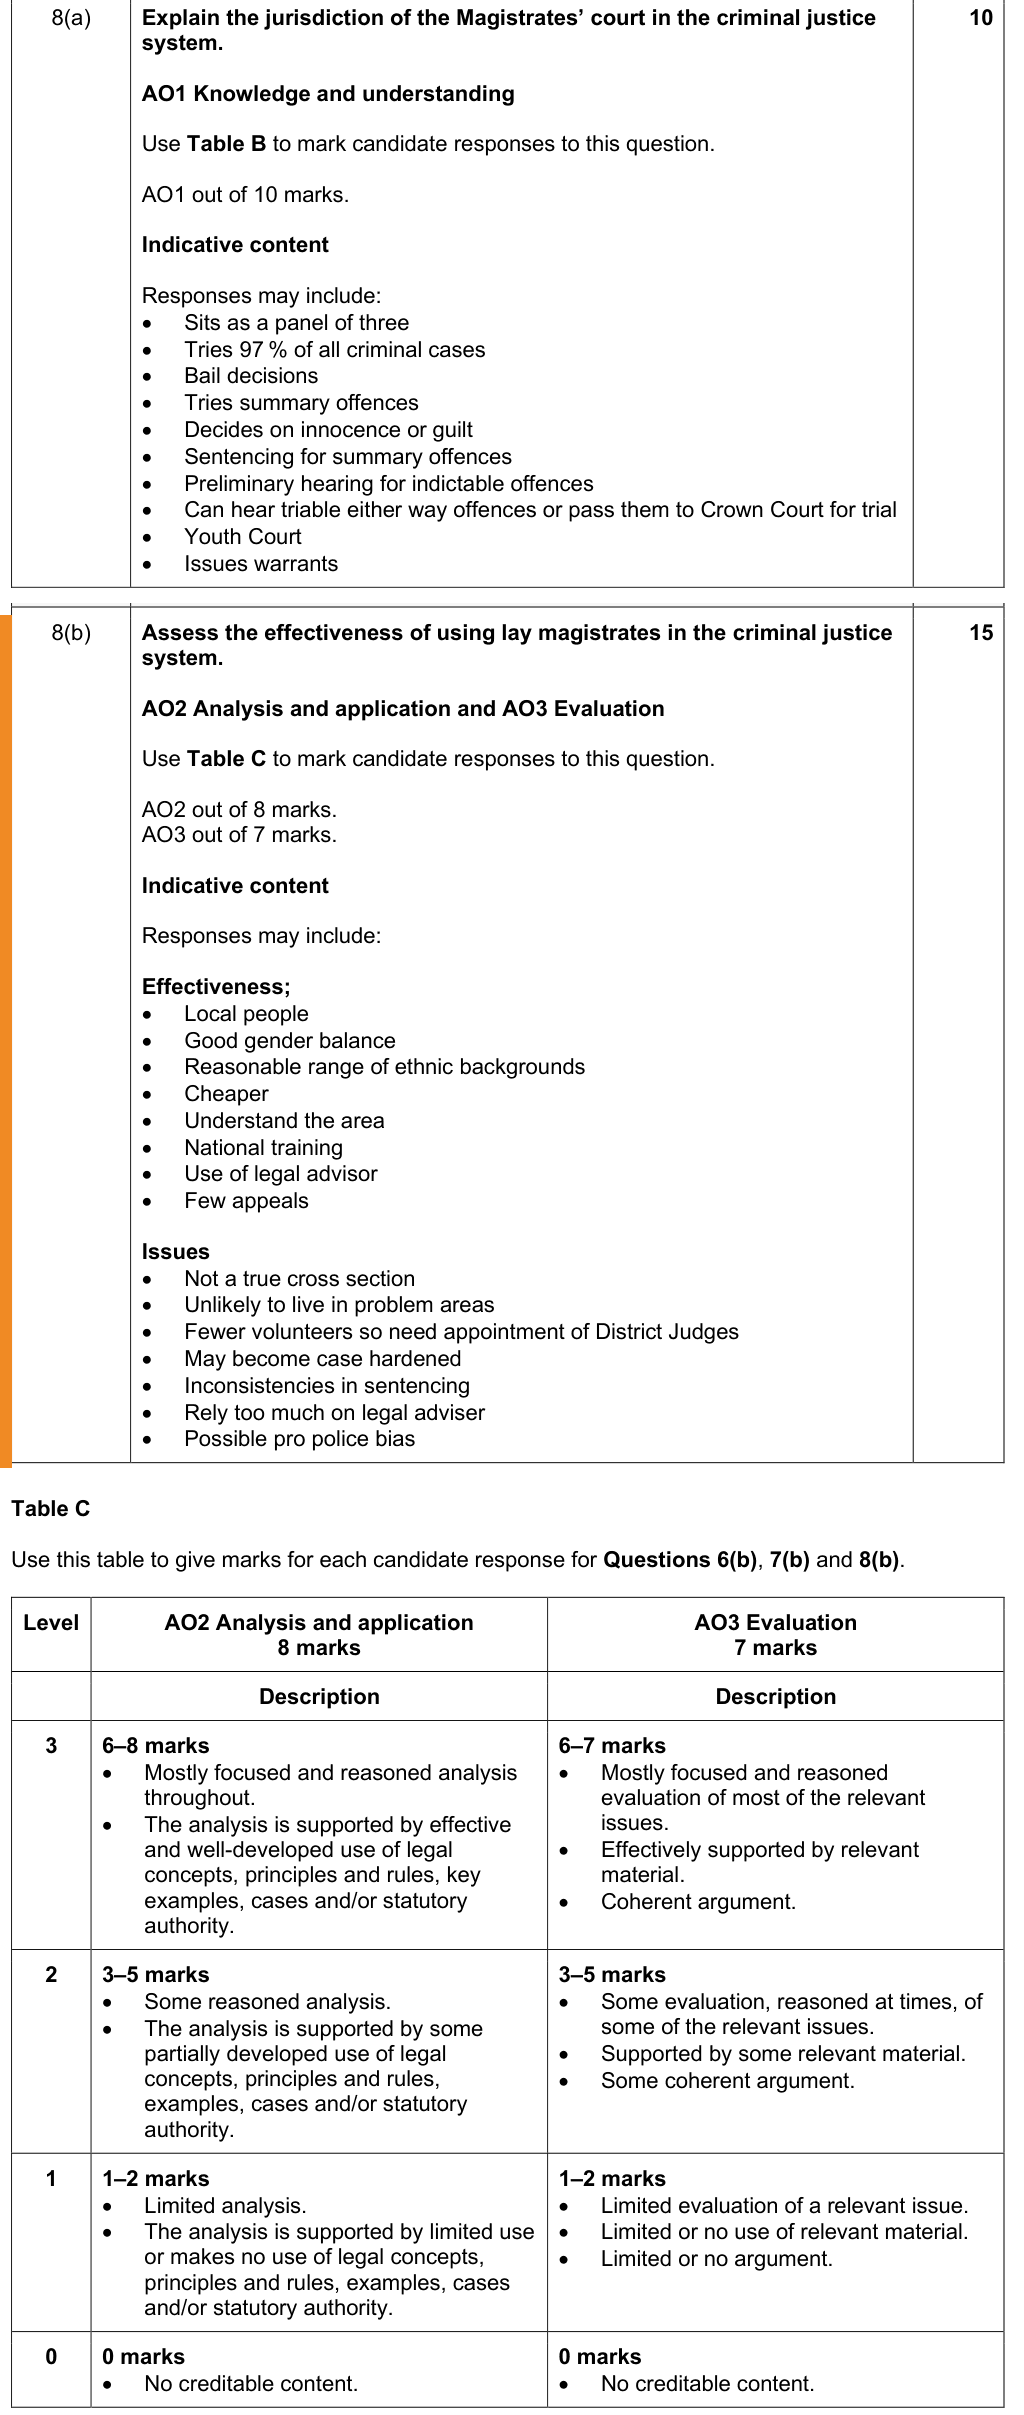 8(a)
Explain the jurisdiction of the Magistrates’ court in the criminal justice
system.
10
AO1 Knowledge and understanding
Use Table B to mark candidate responses to this question.
AO1 out of 10 marks.
Indicative content
Responses may include:
• Sits as a panel of three
• Tries 97 % of all criminal cases
• Bail decisions
• Tries summary offences
• Decides on innocence or guilt
• Sentencing for summary offences
• Preliminary hearing for indictable offences
• Can hear triable either way offences or pass them to Crown Court for trial
• Youth Court
• Issues warrants
8(b)
Assess the effectiveness of using lay magistrates in the criminal justice
system.
15
AO2 Analysis and application and AO3 Evaluation
Use Table C to mark candidate responses to this question.
AO2 out of 8 marks.
AO3 out of 7 marks.
Indicative content
Responses may include:
Effectiveness;
• Local people
• Good gender balance
• Reasonable range of ethnic backgrounds
• Cheaper
• Understand the area
• National training
• Use of legal advisor
• Few appeals
Issues
• Not a true cross section
• Unlikely to live in problem areas
• Fewer volunteers so need appointment of District Judges
• May become case hardened
• Inconsistencies in sentencing
• Rely too much on legal adviser
• Possible pro police bias
Table C
Use this table to give marks for each candidate response for Questions 6(b), 7(b) and 8(b).
Level
AO2 Analysis and application
8 marks
AO3 Evaluation
7 marks
Description
Description
3
6–8 marks
• Mostly focused and reasoned analysis
throughout.
• The analysis is supported by effective
and well-developed use of legal
concepts, principles and rules, key
examples, cases and/or statutory
authority.
6–7 marks
• Mostly focused and reasoned
evaluation of most of the relevant
issues.
• Effectively supported by relevant
material.
• Coherent argument.
2
3–5 marks
• Some reasoned analysis.
• The analysis is supported by some
partially developed use of legal
concepts, principles and rules,
examples, cases and/or statutory
authority.
3–5 marks
• Some evaluation, reasoned at times, of
some of the relevant issues.
• Supported by some relevant material.
• Some coherent argument.
1
1–2 marks
• Limited analysis.
• The analysis is supported by limited use
or makes no use of legal concepts,
principles and rules, examples, cases
and/or statutory authority.
1–2 marks
• Limited evaluation of a relevant issue.
• Limited or no use of relevant material.
• Limited or no argument.
0
0 marks
• No creditable content.
0 marks
• No creditable content.